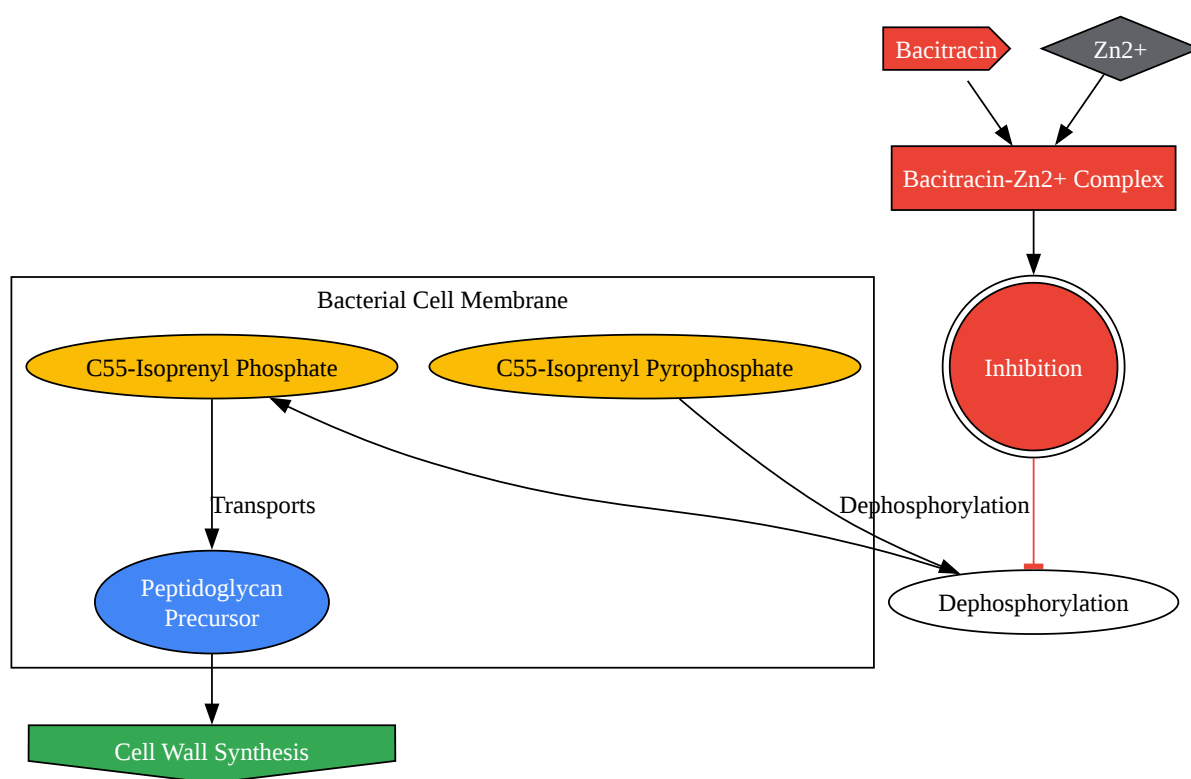 Bacitracin
Zn2+
Bacitracin-Zn2+ Complex
Bacterial Cell Membrane
C55-Isoprenyl Phosphate
C55-Isoprenyl Pyrophosphate
Inhibition
Transports
Dephosphorylation
Peptidoglycan
Precursor
Dephosphorylation
Cell Wall Synthesis